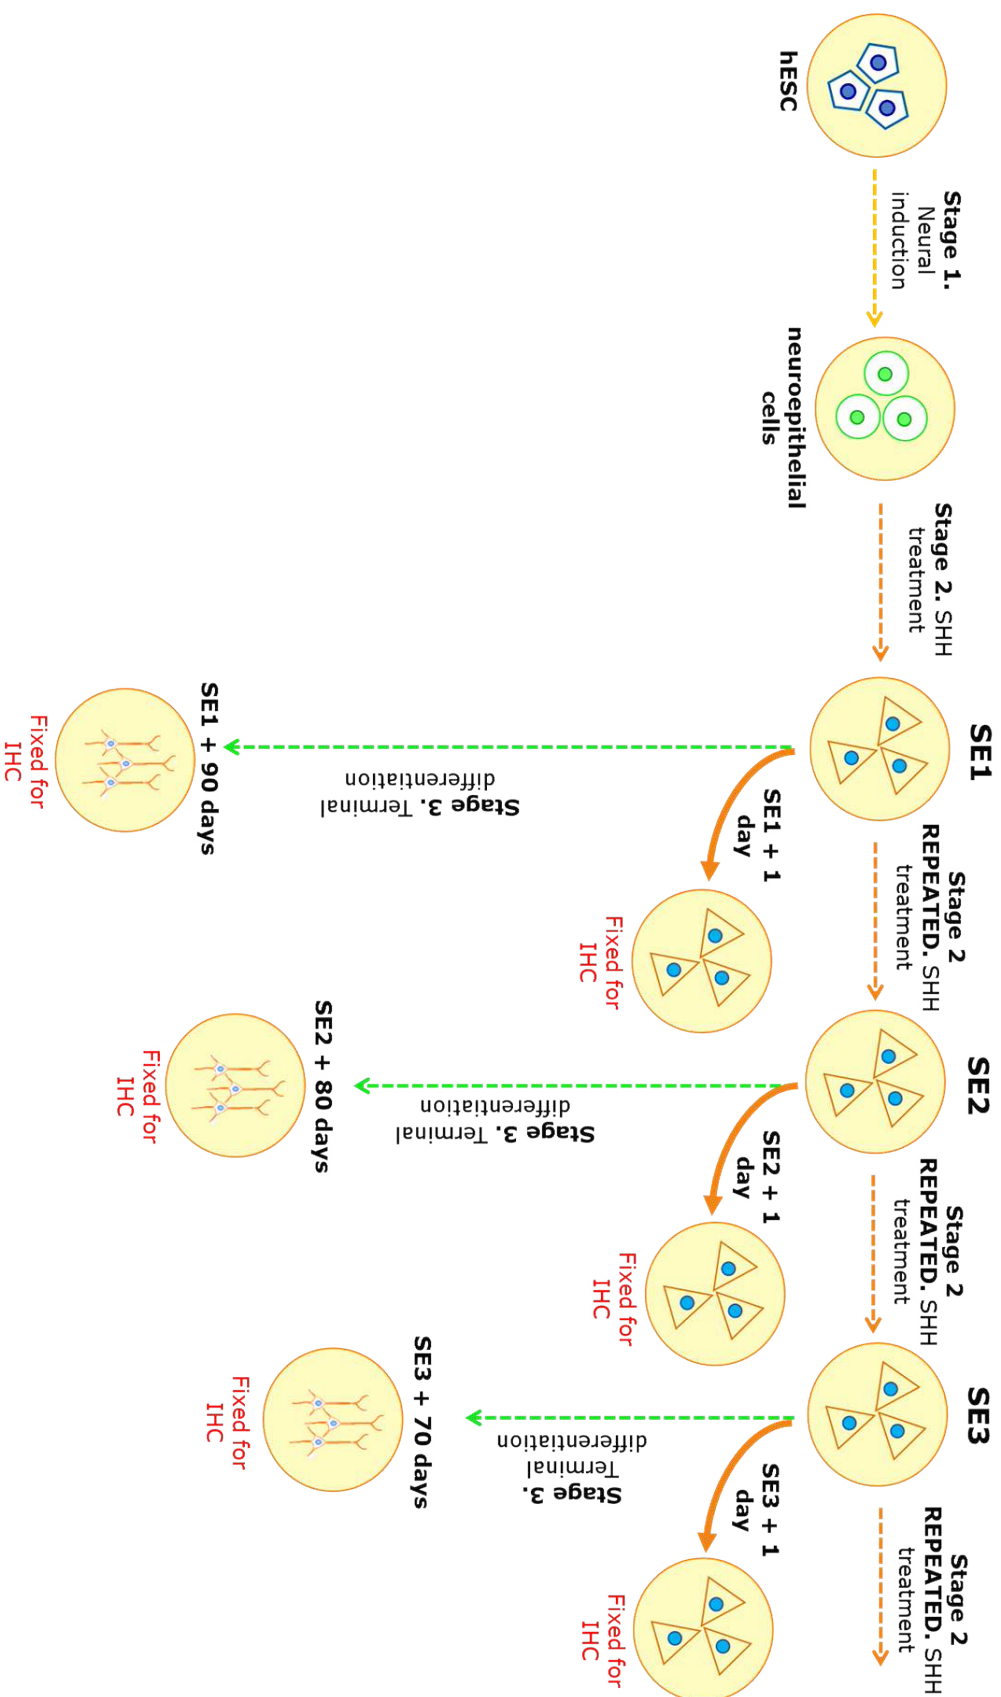 hESC
Stage 1.
Neural
induction
neuroepithelial
cells
Stage 2. SHH
treatment
SE1
Stage 2
REPEATED. SHH
treatment
SE2
Stage 2
REPEATED. SHH
treatment
SE3
Stage 2
REPEATED. SHH
treatment
SE1 + 1
day
Fixed for
IHC
SE2 + 1
day
Fixed for
IHC
SE3 + 1
day
Fixed for
IHC
Stage 3. Terminal
differentiation
SE1 + 90 days
Fixed for
IHC
Stage 3. Terminal
differentiation
SE2 + 80 days
Fixed for
IHC
Stage 3.
Terminal
differentiation
SE3 + 70 days
Fixed for
IHC